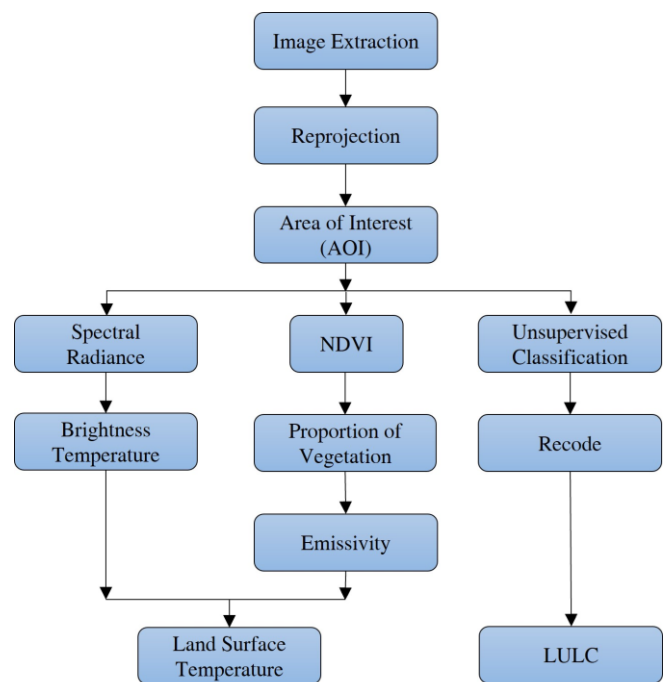 Image Extraction
Reprojection
Area of Interest
(AOI)
Spectral
Radiance
NDVI
Unsupervised
Classification
Brightness
Temperature
Proportion of
Vegetation
Recode
Emissivity
Land Surface
Temperature
LULC